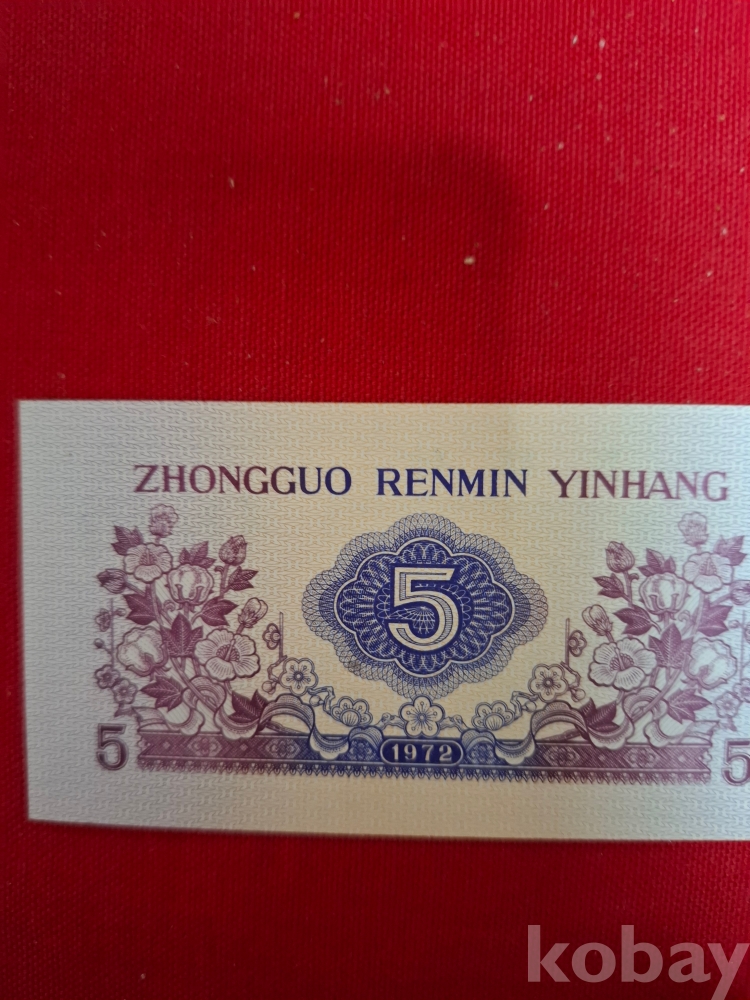 ZHONGGUO RENMIN YINHANG
5
5 1972 5
kobay